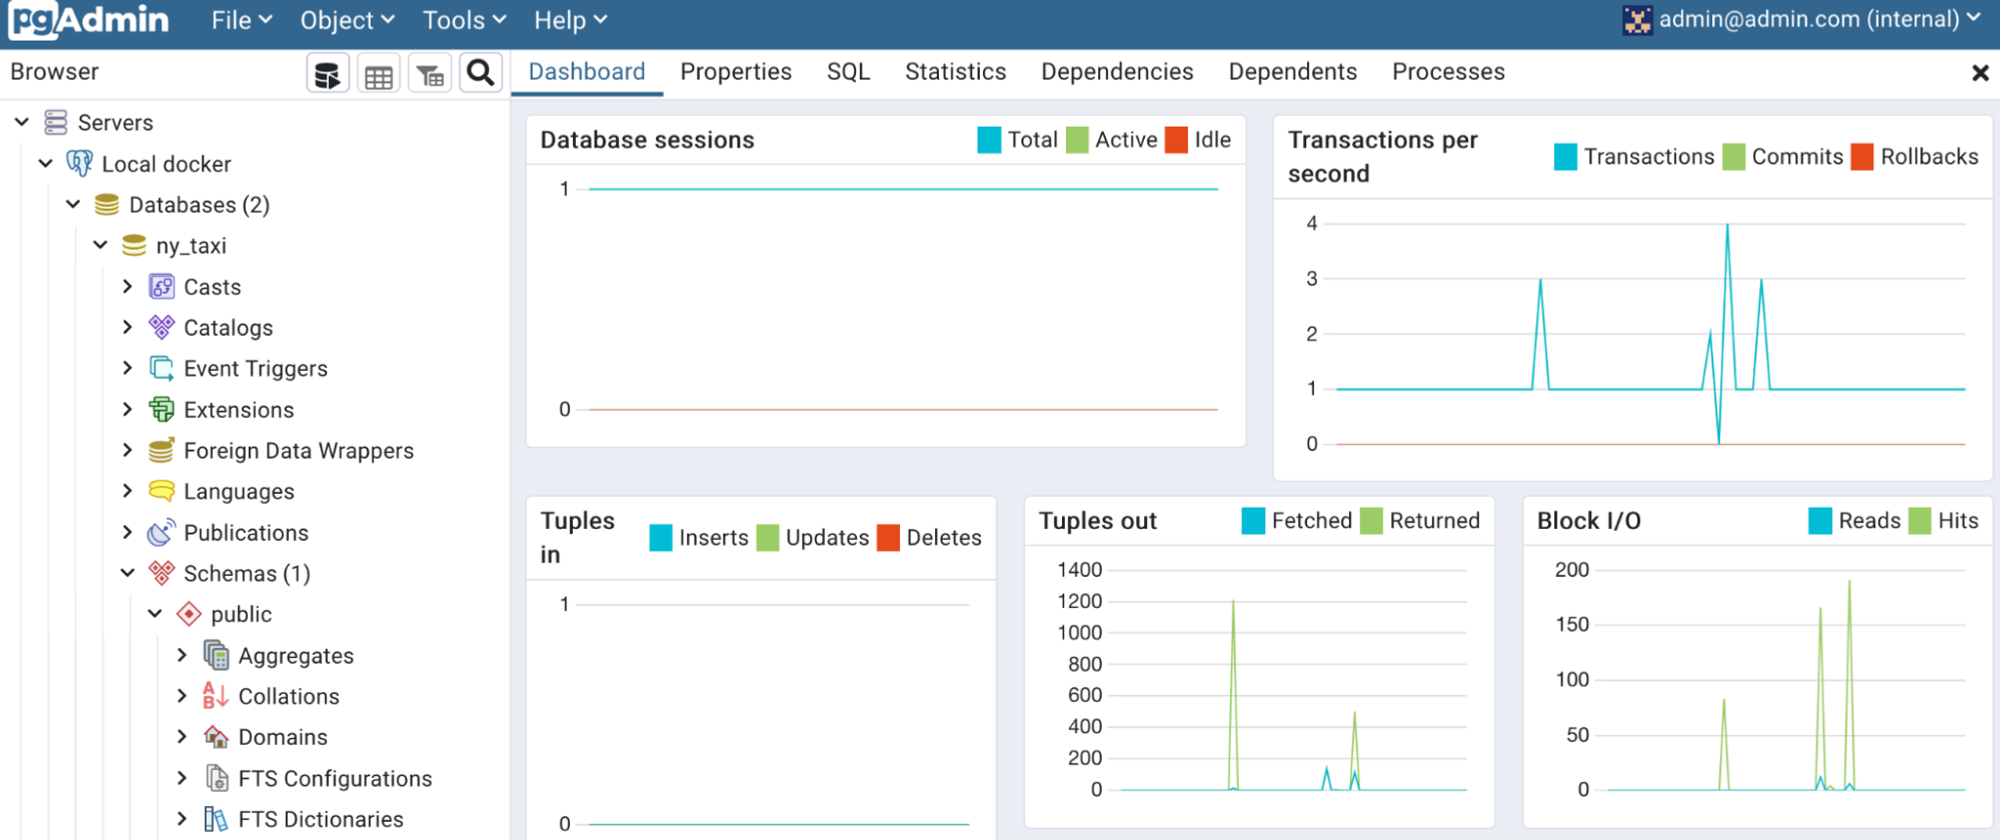 pgAdmin File Object Tools Help admin@admin.com (internal)
Browser
Dashboard Properties SQL Statistics Dependencies Dependents Processes
Servers
Local docker
Databases (2)
ny_taxi
Casts
Catalogs
Event Triggers
Extensions
Foreign Data Wrappers
Languages
Publications
Schemas (1)
public
Aggregates
Collations
Domains
FTS Configurations
FTS Dictionaries
Database sessions
Total Active Idle
1
0
Transactions per
second
Transactions Commits Rollbacks
4
3
2
1
0
Tuples
in
Inserts Updates Deletes
1
0
Tuples out
Fetched Returned
1400
1200
1000
800
600
400
200
0
Block I/O
Reads Hits
200
150
100
50
0